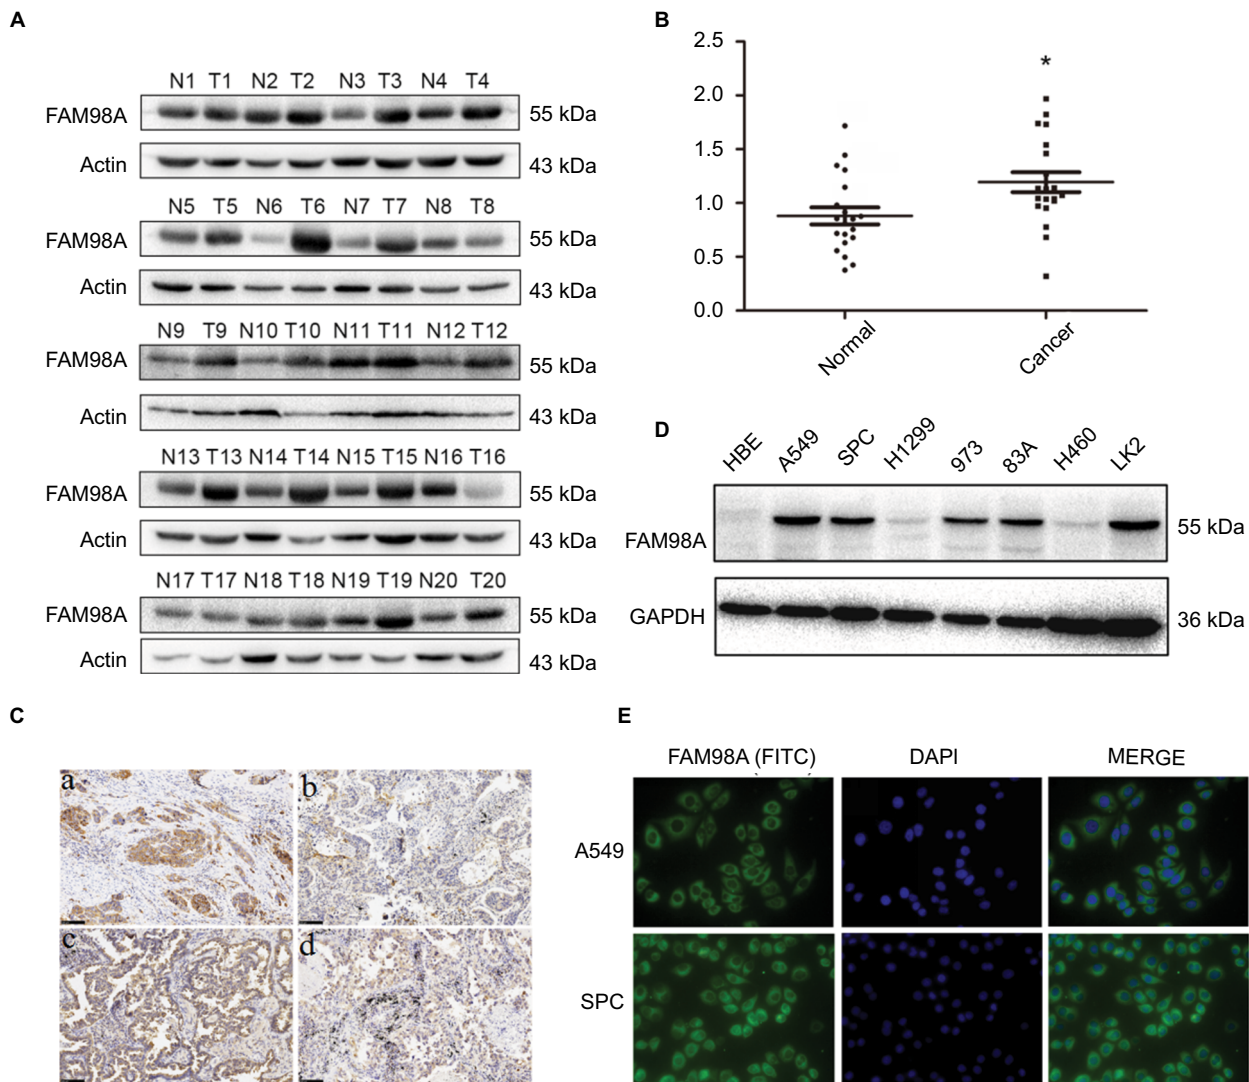 A
N1 T1 N2 T2 N3 T3 N4 T4
FAM98A 55 kDa
Actin 43 kDa
N5 T5 N6 T6 N7 T7 N8 T8
FAM98A 55 kDa
Actin 43 kDa
N9 T9 N10 T10 N11 T11 N12 T12
FAM98A 55 kDa
Actin 43 kDa
N13 T13 N14 T14 N15 T15 N16 T16
FAM98A 55 kDa
Actin 43 kDa
N17 T17 N18 T18 N19 T19 N20 T20
FAM98A 55 kDa
Actin 43 kDa
B
2.5
2.0
1.5
1.0
0.5
0.0
*
Normal Cancer
D
HBE A549 SPC H1299 973 83A H460 LK2
FAM98A 55 kDa
GAPDH 36 kDa
C
a b
c d
E
FAM98A (FITC) DAPI MERGE
A549
SPC